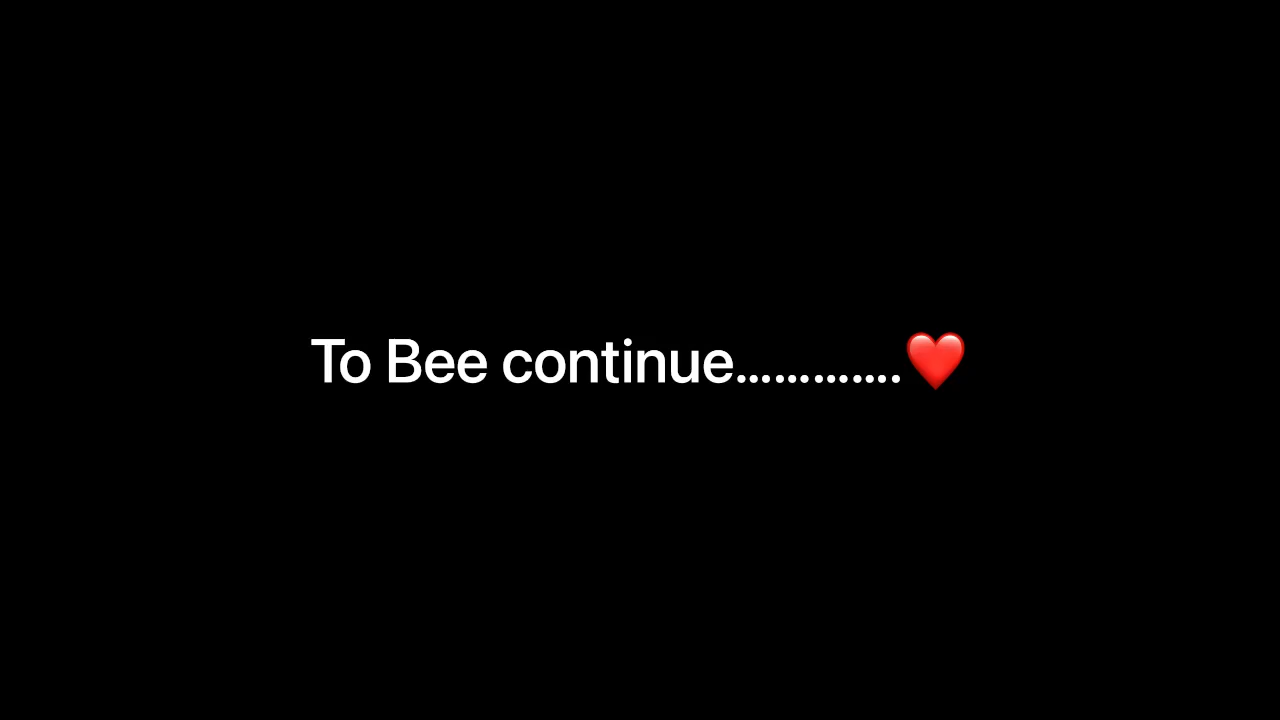 To Bee continue………….❤️